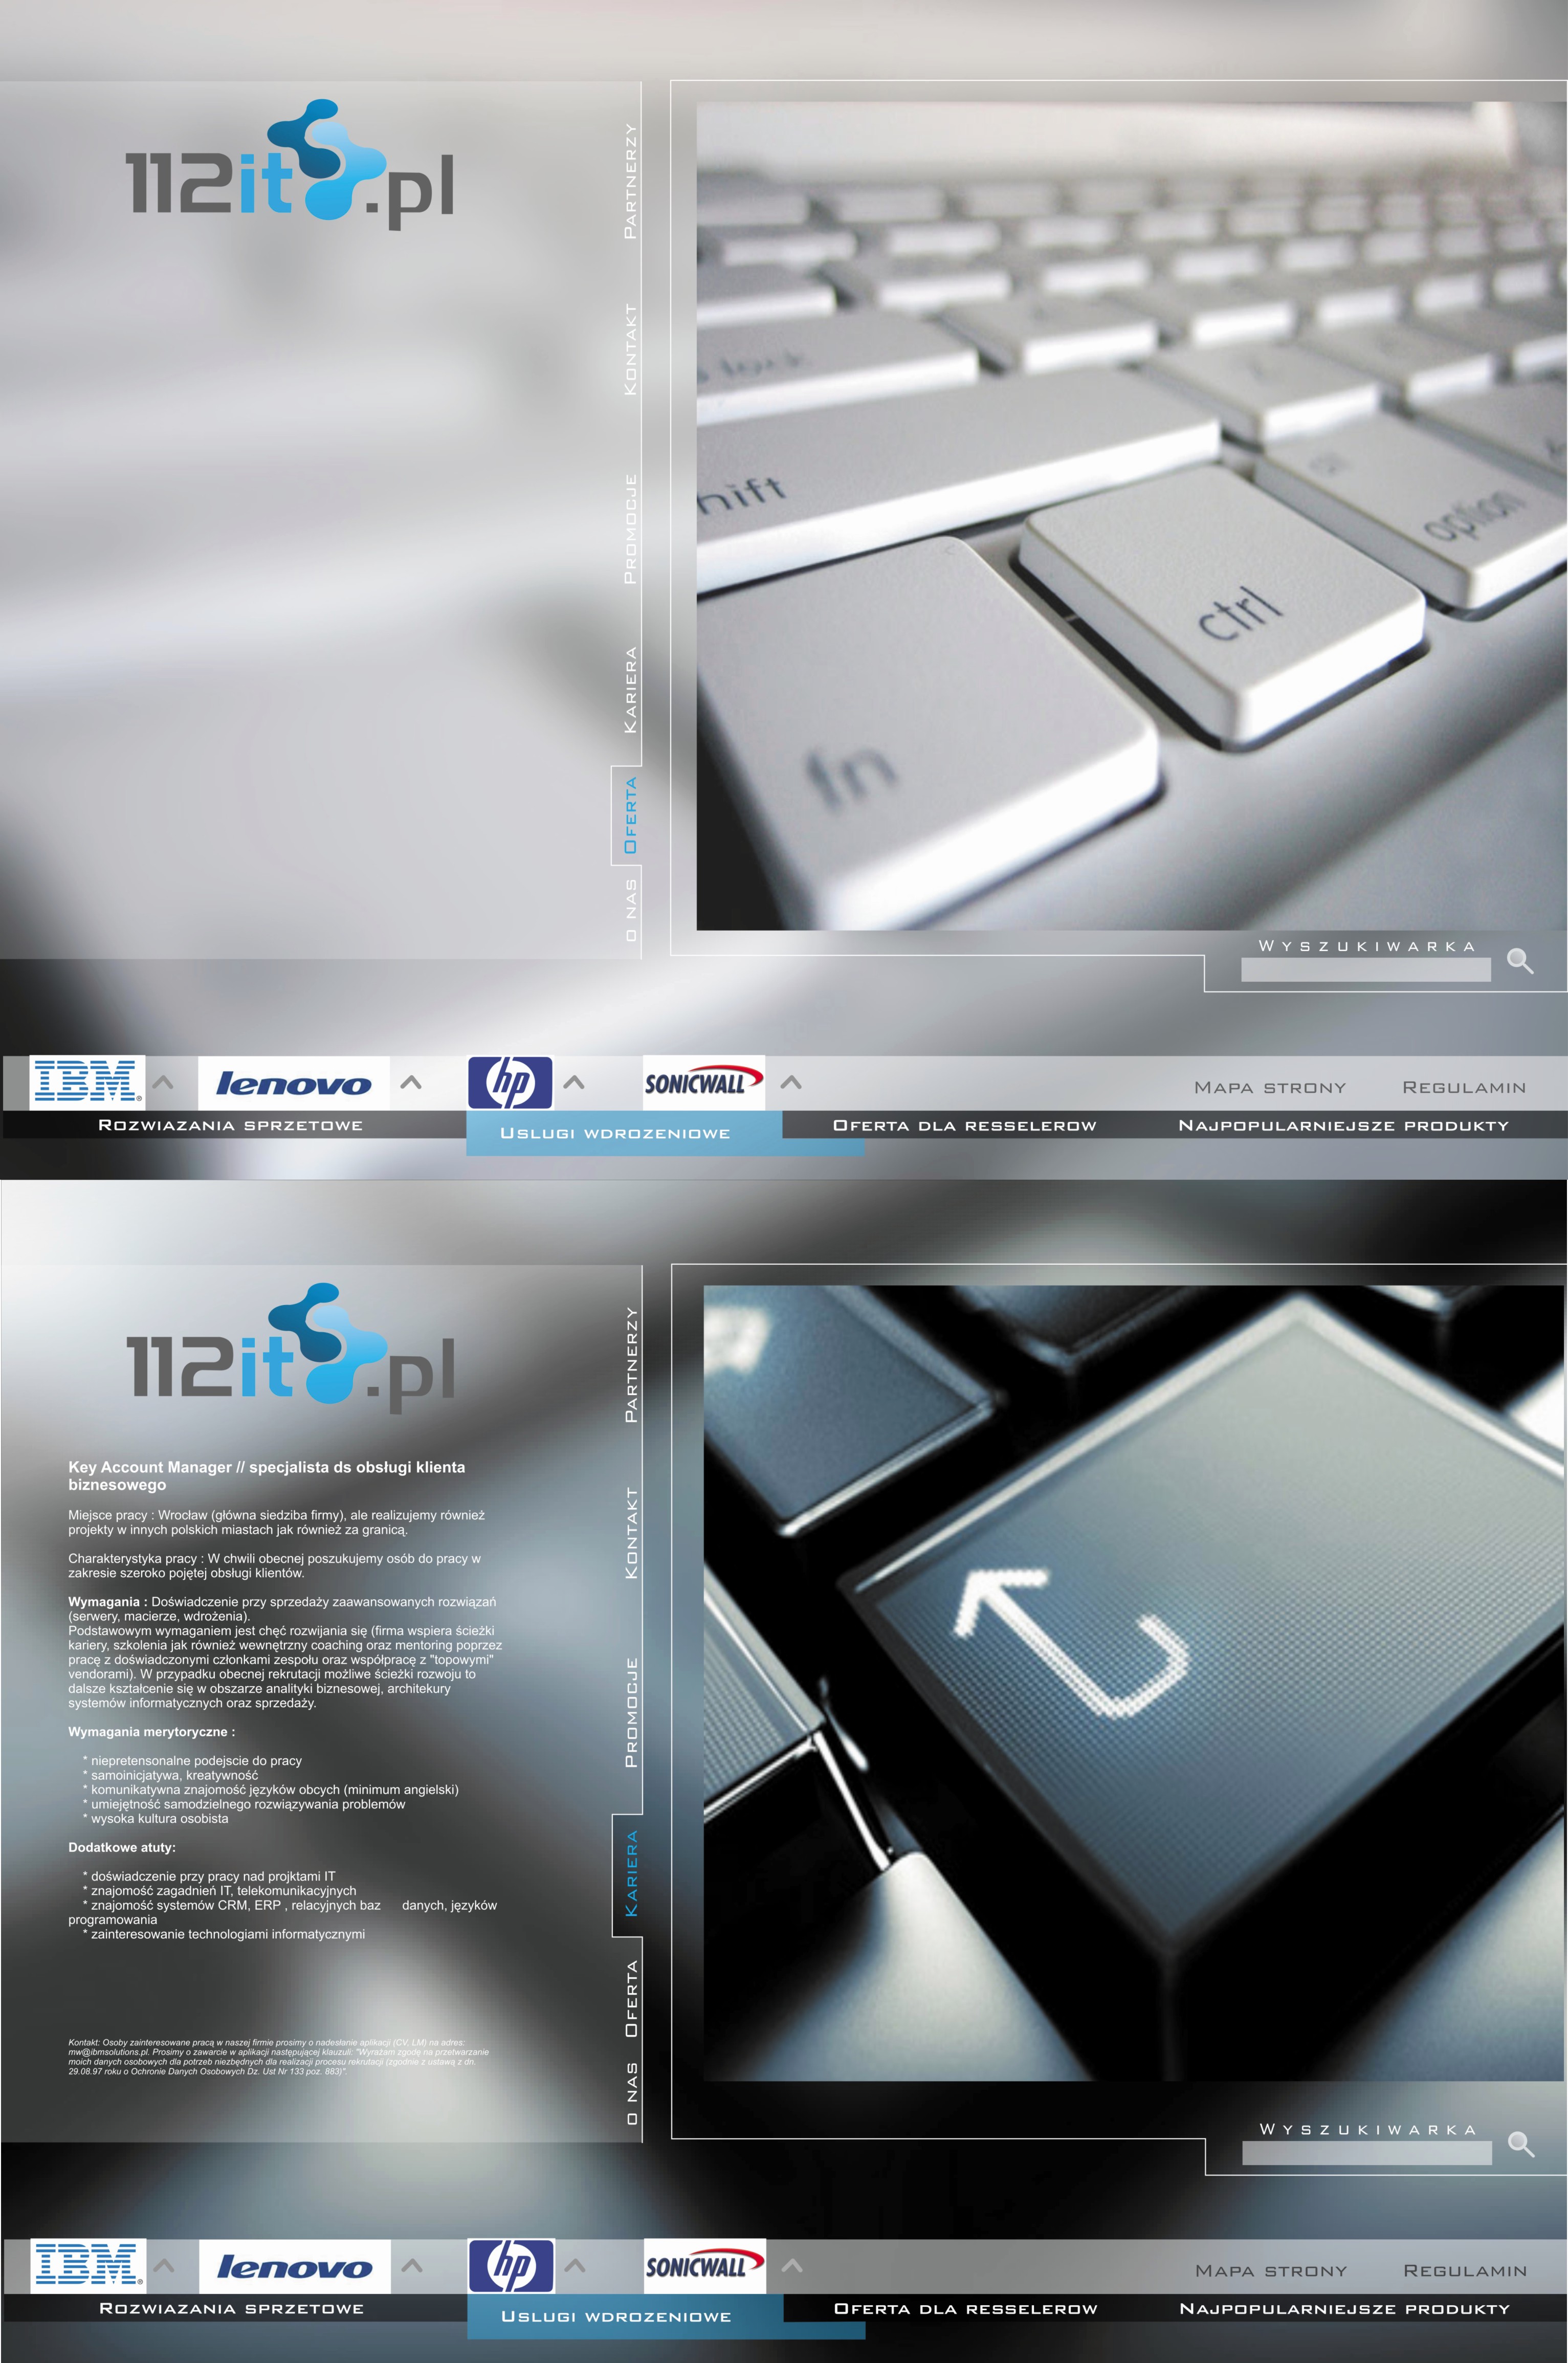 112it.pl
PARTNERZY
KONTAKT
PROMOCJE
KARIERA
OFERTA
O NAS
shift
ctrl
option
fn
WYSZUKIWARKA
IBM
lenovo
hp
SONICWALL
MAPA STRONY
REGULAMIN
ROZWIAZANIA SPRZETOWE
USLUGI WDROZENIOWE
OFERTA DLA RESSELEROW
NAJPOPULARNIEJSZE PRODUKTY
112it.pl
Key Account Manager // specjalista ds obsługi klienta
biznesowego
Miejsce pracy : Wrocław (główna siedziba firmy), ale realizujemy również
projekty w innych polskich miastach jak również za granicą.
Charakterystyka pracy : W chwili obecnej poszukujemy osób do pracy w
zakresie szeroko pojętej obsługi klientów.
Wymagania : Doświadczenie przy sprzedaży zaawansowanych rozwiązań
(serwery, macierze, wdrożenia).
Podstawowym wymaganiem jest chęć rozwijania się (firma wspiera ścieżki
kariery, szkolenia jak również wewnętrzny coaching oraz mentoring poprzez
pracę z doświadczonymi członkami zespołu oraz współpracę z "topowymi"
vendorami). W przypadku obecnej rekrutacji możliwe ścieżki rozwoju to
dalsze kształcenie się w obszarze analityki biznesowej, architekury
systemów informatycznych oraz sprzedaży.
Wymagania merytoryczne :
* niepretensonalne podejscie do pracy
* samoinicjatywa, kreatywność
* komunikatywna znajomość języków obcych (minimum angielski)
* umiejętność samodzielnego rozwiązywania problemów
* wysoka kultura osobista
Dodatkowe atuty:
* doświadczenie przy pracy nad projktami IT
* znajomość zagadnień IT, telekomunikacyjnych
* znajomość systemów CRM, ERP , relacyjnych baz danych, języków
programowania
* zainteresowanie technologiami informatycznymi
Kontakt: Osoby zainteresowane pracą w naszej firmie prosimy o nadesłanie aplikacji (CV, LM) na adres:
mw@ibmsolutions.pl. Prosimy o zawarcie w aplikacji następującej klauzuli: "Wyrażam zgodę na przetwarzanie
moich danych osobowych dla potrzeb niezbędnych dla realizacji procesu rekrutacji (zgodnie z ustawą z dn.
29.08.97 roku o Ochronie Danych Osobowych Dz. Ust Nr 133 poz. 883)".
PARTNERZY
KONTAKT
PROMOCJE
KARIERA
OFERTA
O NAS
WYSZUKIWARKA
IBM
lenovo
hp
SONICWALL
MAPA STRONY
REGULAMIN
ROZWIAZANIA SPRZETOWE
USLUGI WDROZENIOWE
OFERTA DLA RESSELEROW
NAJPOPULARNIEJSZE PRODUKTY